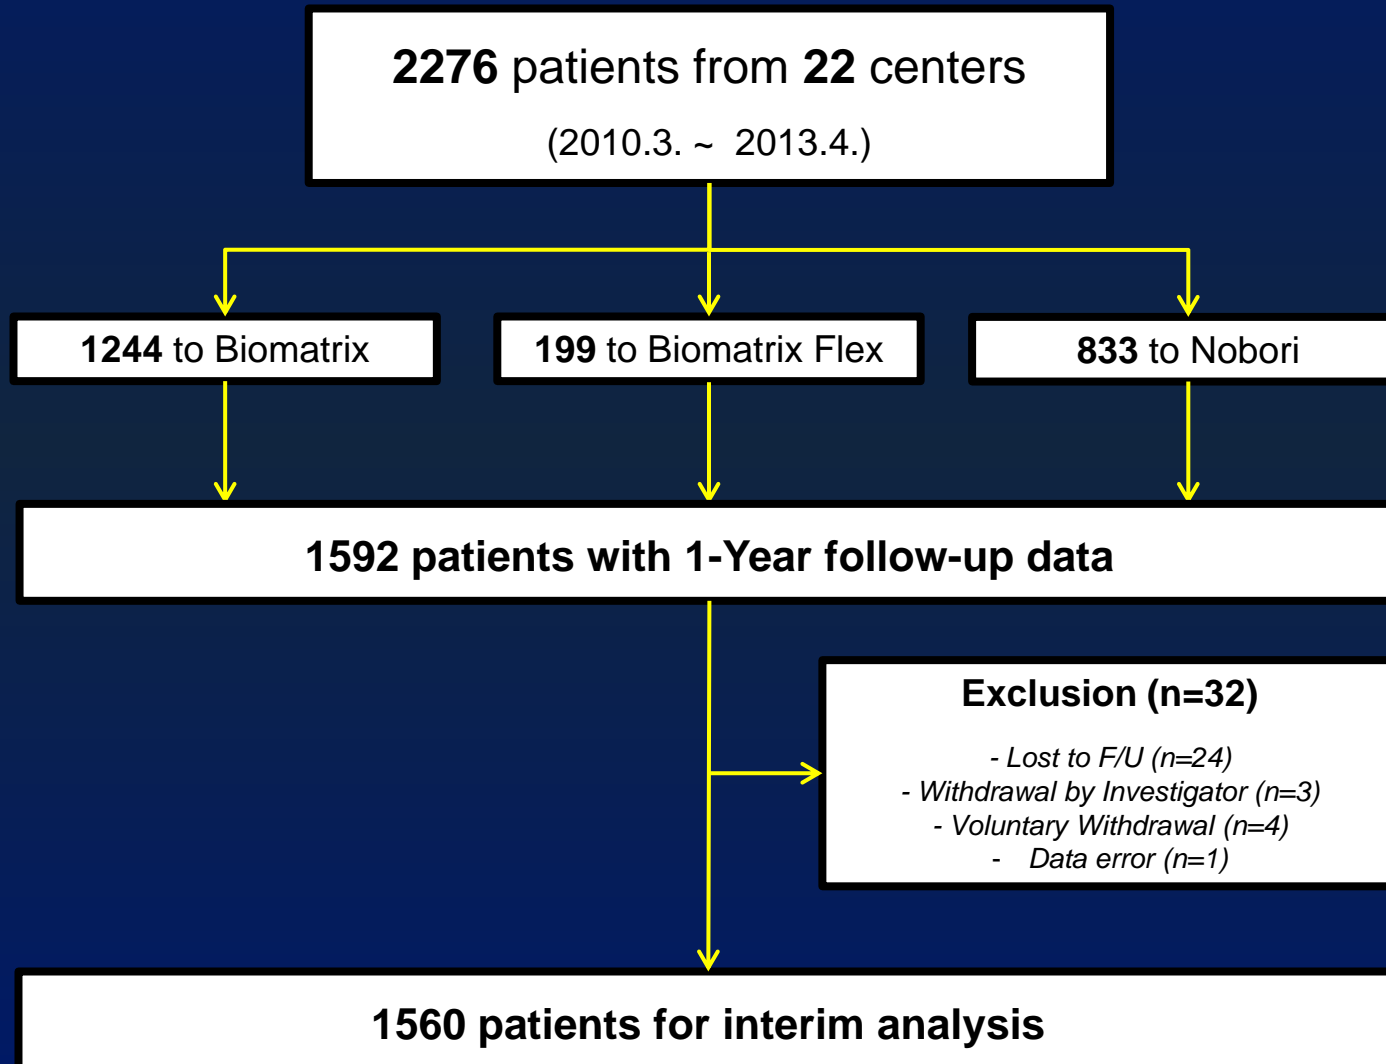 2276 patients from 22 centers
(2010.3. ~ 2013.4.)
1244 to Biomatrix
199 to Biomatrix Flex
833 to Nobori
1592 patients with 1-Year follow-up data
Exclusion (n=32)
- Lost to F/U (n=24)
- Withdrawal by Investigator (n=3)
- Voluntary Withdrawal (n=4)
- Data error (n=1)
1560 patients for interim analysis